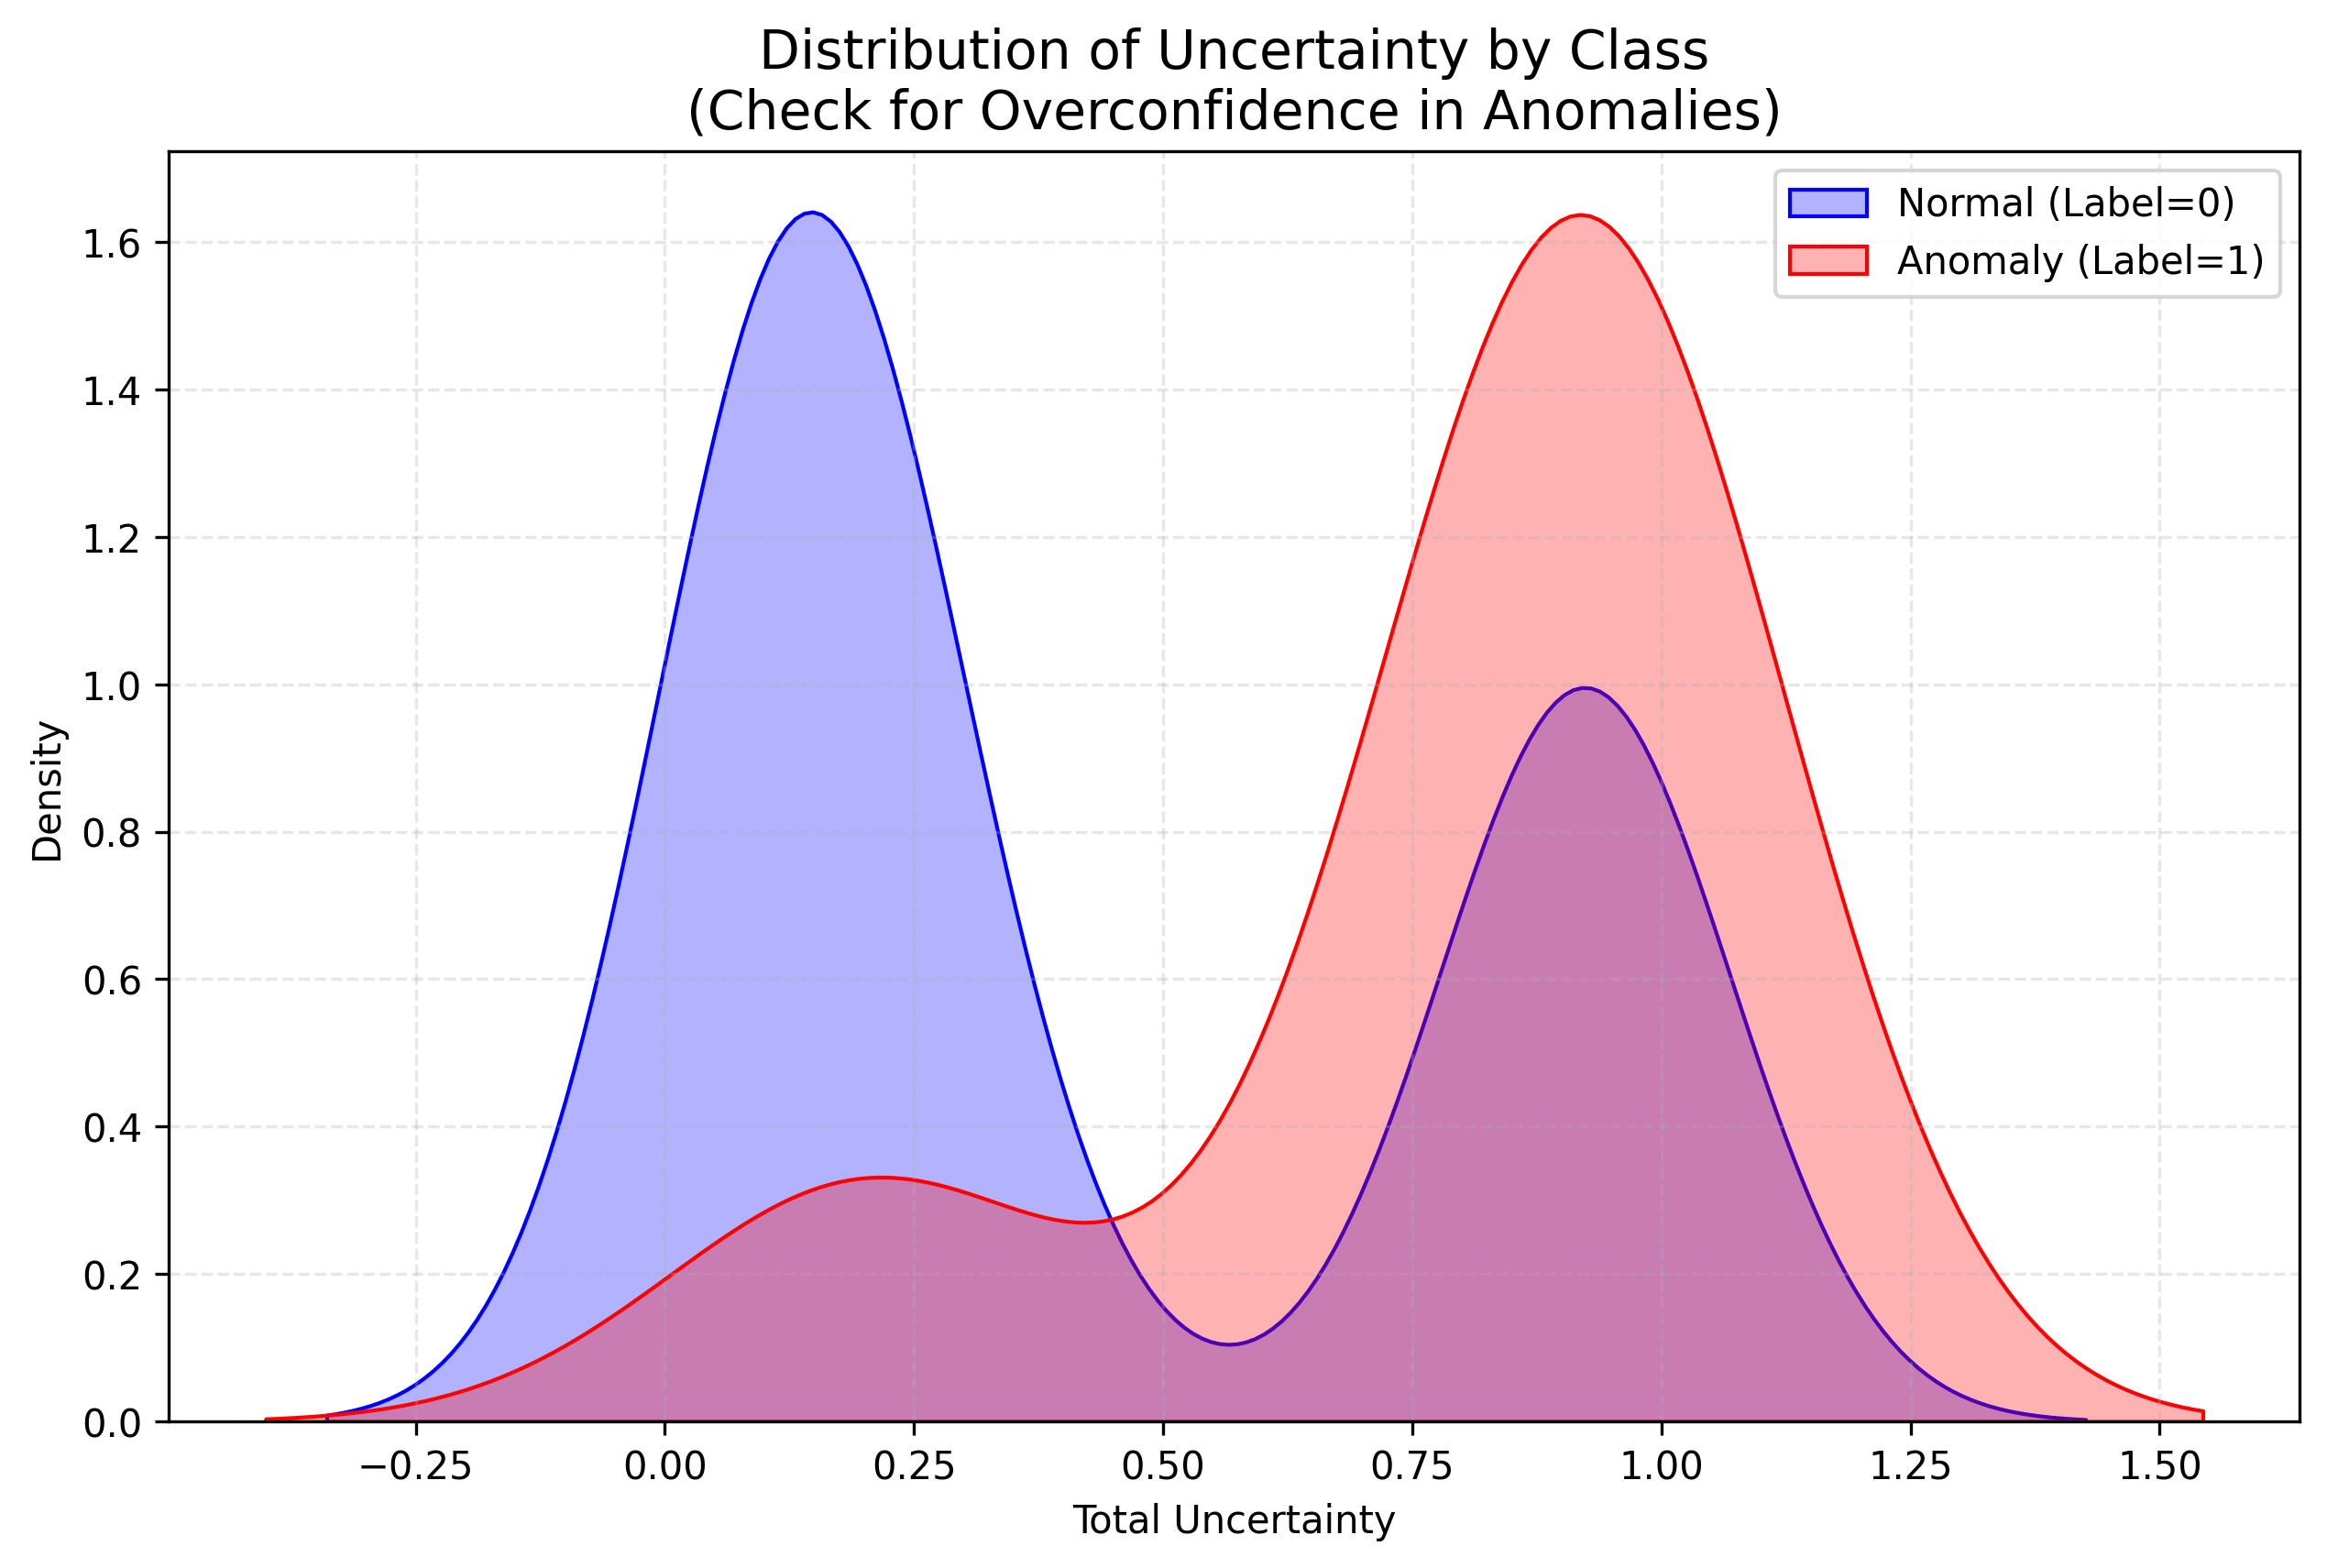 Distribution of Uncertainty by Class
(Check for Overconfidence in Anomalies)
Normal (Label=0)
Anomaly (Label=1)
Density
1.6
1.4
1.2
1.0
0.8
0.6
0.4
0.2
0.0
−0.25
0.00
0.25
0.50
0.75
1.00
1.25
1.50
Total Uncertainty